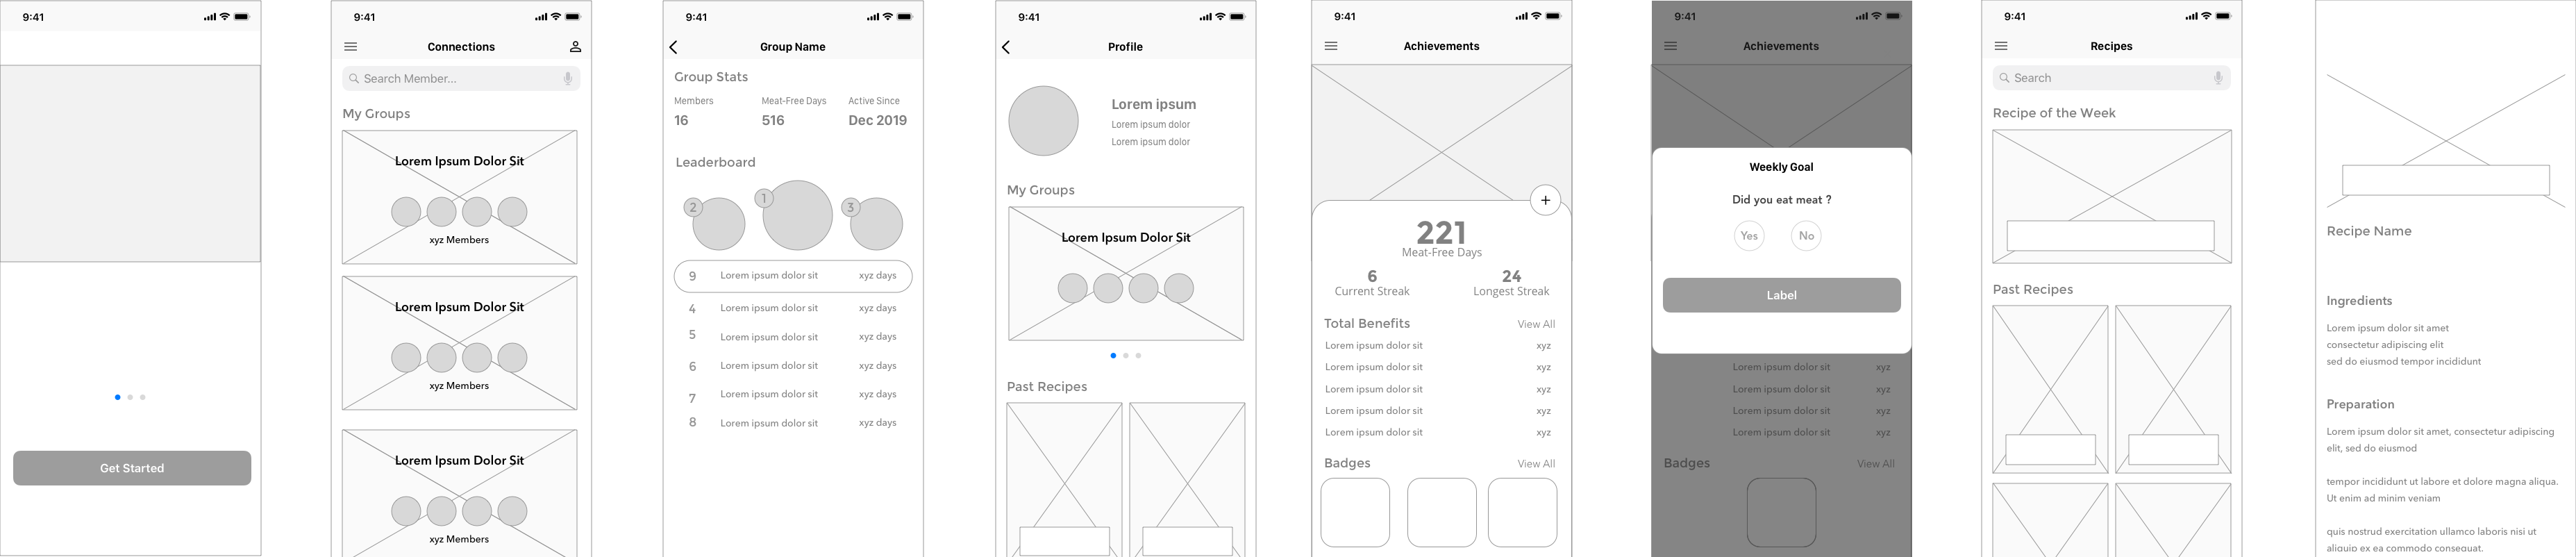 9:41
Get Started
9:41
Connections
Search Member...
My Groups
Lorem Ipsum Dolor Sit
xyz Members
Lorem Ipsum Dolor Sit
xyz Members
Lorem Ipsum Dolor Sit
xyz Members
9:41
Group Name
Group Stats
Members Meat-Free Days Active Since
16 516 Dec 2019
Leaderboard
2 1 3
9 Lorem ipsum dolor sit xyz days
4 Lorem ipsum dolor sit xyz days
5 Lorem ipsum dolor sit xyz days
6 Lorem ipsum dolor sit xyz days
7 Lorem ipsum dolor sit xyz days
8 Lorem ipsum dolor sit xyz days
9:41
Profile
Lorem ipsum
Lorem ipsum dolor
Lorem ipsum dolor
My Groups
Lorem Ipsum Dolor Sit
Past Recipes
9:41
Achievements
+
221
Meat-Free Days
6 24
Current Streak Longest Streak
Total Benefits View All
Lorem ipsum dolor sit xyz
Lorem ipsum dolor sit xyz
Lorem ipsum dolor sit xyz
Lorem ipsum dolor sit xyz
Lorem ipsum dolor sit xyz
Badges View All
9:41
Achievements
Weekly Goal
Did you eat meat ?
Yes No
Label
Lorem ipsum dolor sit xyz
Lorem ipsum dolor sit xyz
Lorem ipsum dolor sit xyz
Lorem ipsum dolor sit xyz
Badges View All
9:41
Recipes
Search
Recipe of the Week
Past Recipes
Recipe Name
Ingredients
Lorem ipsum dolor sit amet
consectetur adipiscing elit
sed do eiusmod tempor incididunt
Preparation
Lorem ipsum dolor sit amet, consectetur adipiscing
elit, sed do eiusmod
tempor incididunt ut labore et dolore magna aliqua.
Ut enim ad minim veniam
quis nostrud exercitation ullamco laboris nisi ut
aliquip ex ea commodo consequat.